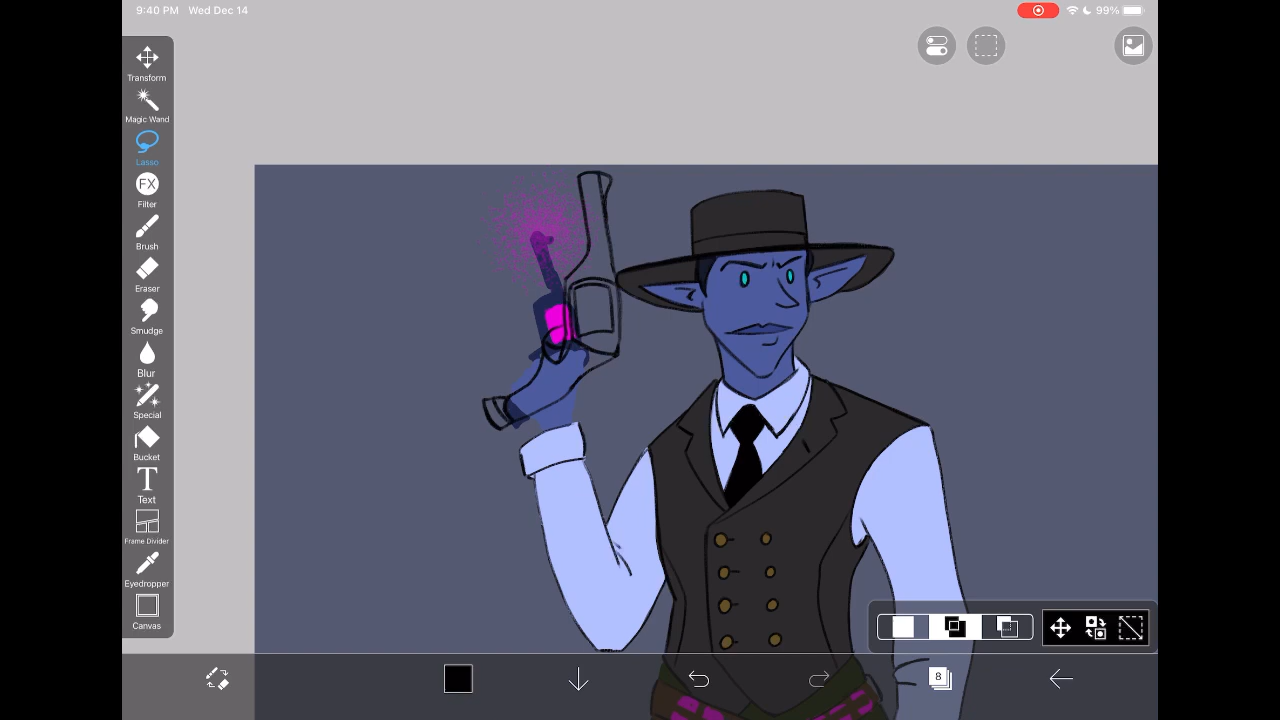 9:40 PM Wed Dec 14
99%
Transform
Magic Wand
Lasso
FX
Filter
Brush
Eraser
Smudge
Blur
Special
Bucket
T
Text
Frame Divider
Eyedropper
Canvas
8